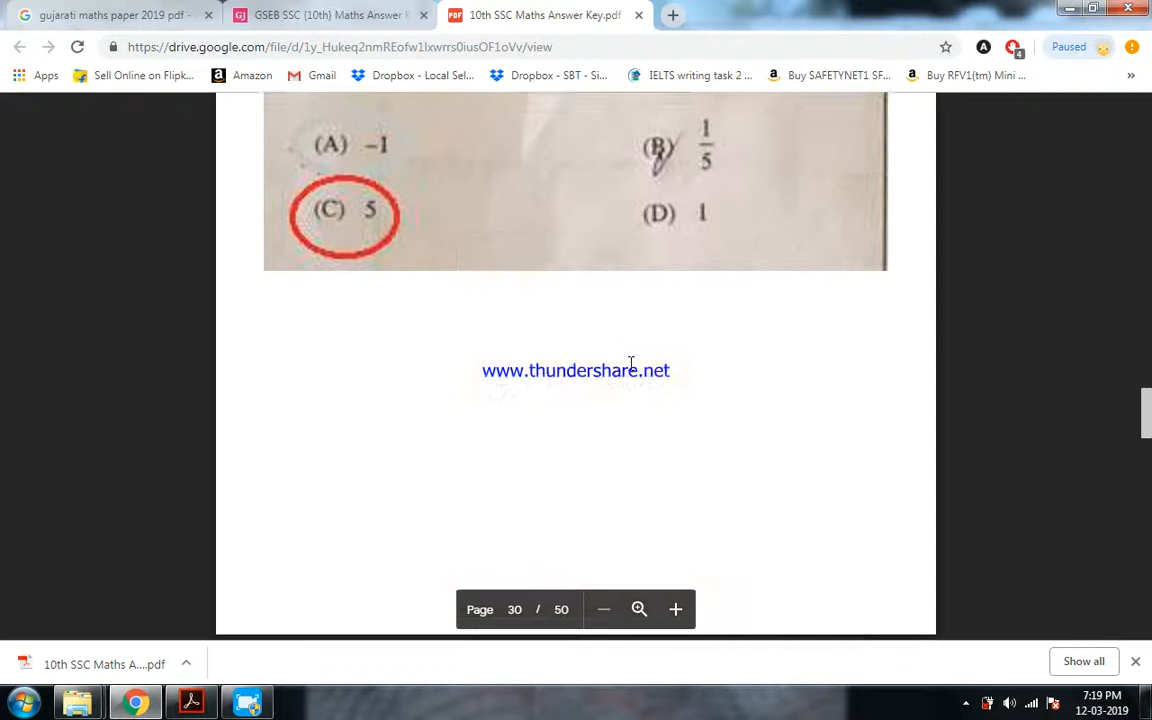 gujarati maths paper 2019 pdf -
GSEB SSC {10th} Maths Answer K
10th SSC Maths Answer Key.pdf
https://drive.google.com/file/d/1y_Hukeq2nmREofw1lxwrrs0iusOF1oVv/view
4
Paused
Apps
Sell Online on Flipk...
Amazon
Gmail
Dropbox - Local Sel...
Dropbox - SBT - Si...
IELTS writing task 2 ...
Buy SAFETYNET1 SF...
Buy RFV1(tm) Mini ...
(A) -1
(B) 1/5
(C) 5
(D) 1
www.thundershare.net
Page 30 / 50
10th SSC Maths A....pdf
Show all
7:19 PM
12-03-2019